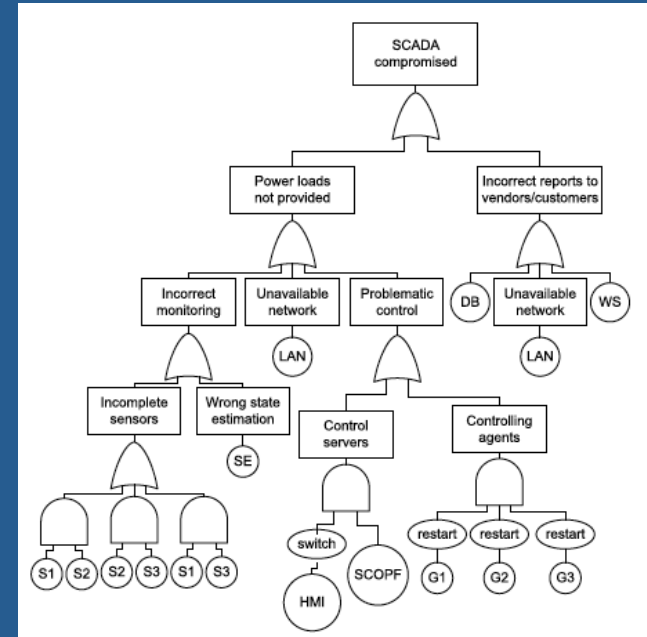 SCADA
compromised
Power loads
not provided
Incorrect reports to
vendors/customers
Incorrect
monitoring
Unavailable
network
Problematic
control
DB
Unavailable
network
WS
LAN
LAN
Incomplete
sensors
Wrong state
estimation
Control
servers
Controlling
agents
SE
switch
restart
restart
restart
S1
S2
S2
S3
S1
S3
HMI
SCOPF
G1
G2
G3